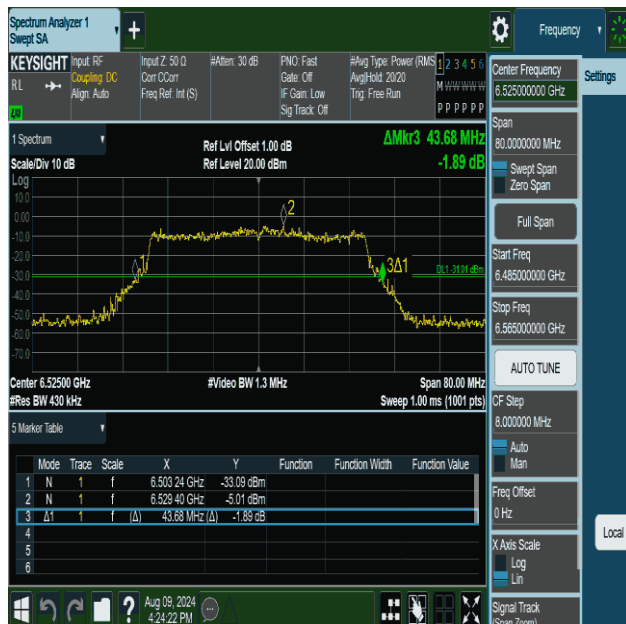 Spectrum Analyzer 1
Swept SA
+
Frequency
KEYSIGHT
RL
Input: RF
Coupling: DC
Align: Auto
Input Z: 50 Ω
Corr CCorr
Freq Ref: Int (S)
#Atten: 30 dB
PNO: Fast
Gate: Off
IF Gain: Low
Sig Track: Off
#Avg Type: Power (RMS
Avg|Hold: 20/20
Trig: Free Run
1 2 3 4 5 6
M W W W W W
P P P P P P
1 Spectrum
Scale/Div 10 dB
Ref Lvl Offset 1.00 dB
Ref Level 20.00 dBm
ΔMkr3 43.68 MHz
-1.89 dB
Log
10.0
0.00
-10.0
-20.0
-30.0
-40.0
-50.0
-60.0
-70.0
1
2
3Δ1
DL1 -31.01 dBm
Center 6.52500 GHz
#Res BW 430 kHz
#Video BW 1.3 MHz
Span 80.00 MHz
Sweep 1.00 ms (1001 pts)
5 Marker Table
Mode Trace Scale X Y Function Function Width Function Value
1 N 1 f 6.503 24 GHz -33.09 dBm
2 N 1 f 6.529 40 GHz -5.01 dBm
3 Δ1 1 f (Δ) 43.68 MHz (Δ) -1.89 dB
4
5
6
Aug 09, 2024
4:24:22 PM
Center Frequency
6.525000000 GHz
Span
80.0000000 MHz
Swept Span
Zero Span
Full Span
Start Freq
6.485000000 GHz
Stop Freq
6.565000000 GHz
AUTO TUNE
CF Step
8.000000 MHz
Auto
Man
Freq Offset
0 Hz
X Axis Scale
Log
Lin
Signal Track
(Span Zoom)
Settings
Local